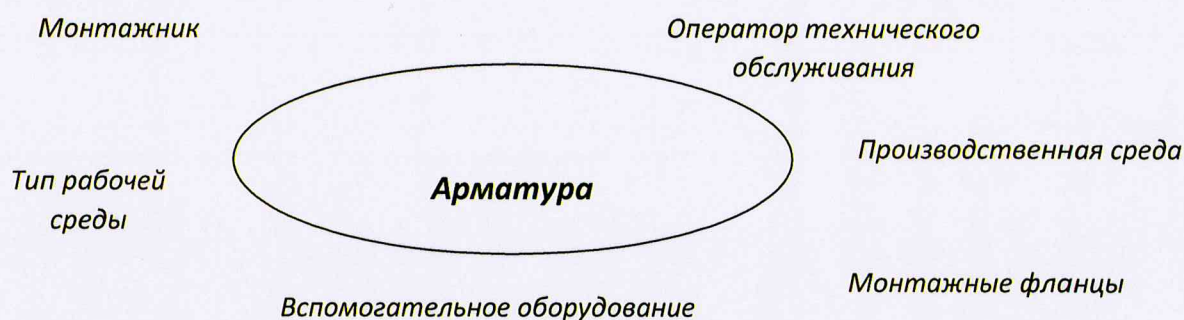 Монтажник
Оператор технического
обслуживания
Производственная среда
Тип рабочей
среды
Арматура
Монтажные фланцы
Вспомогательное оборудование